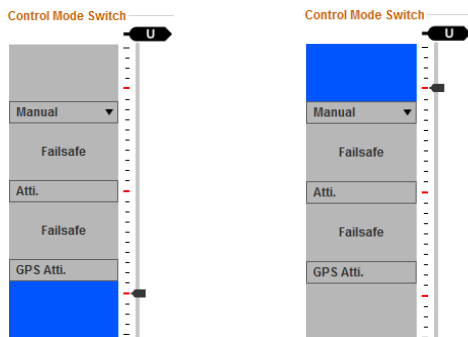 Control Mode Switch
U
Manual
Failsafe
Atti.
Failsafe
GPS Atti.
Control Mode Switch
U
Manual
Failsafe
Atti.
Failsafe
GPS Atti.